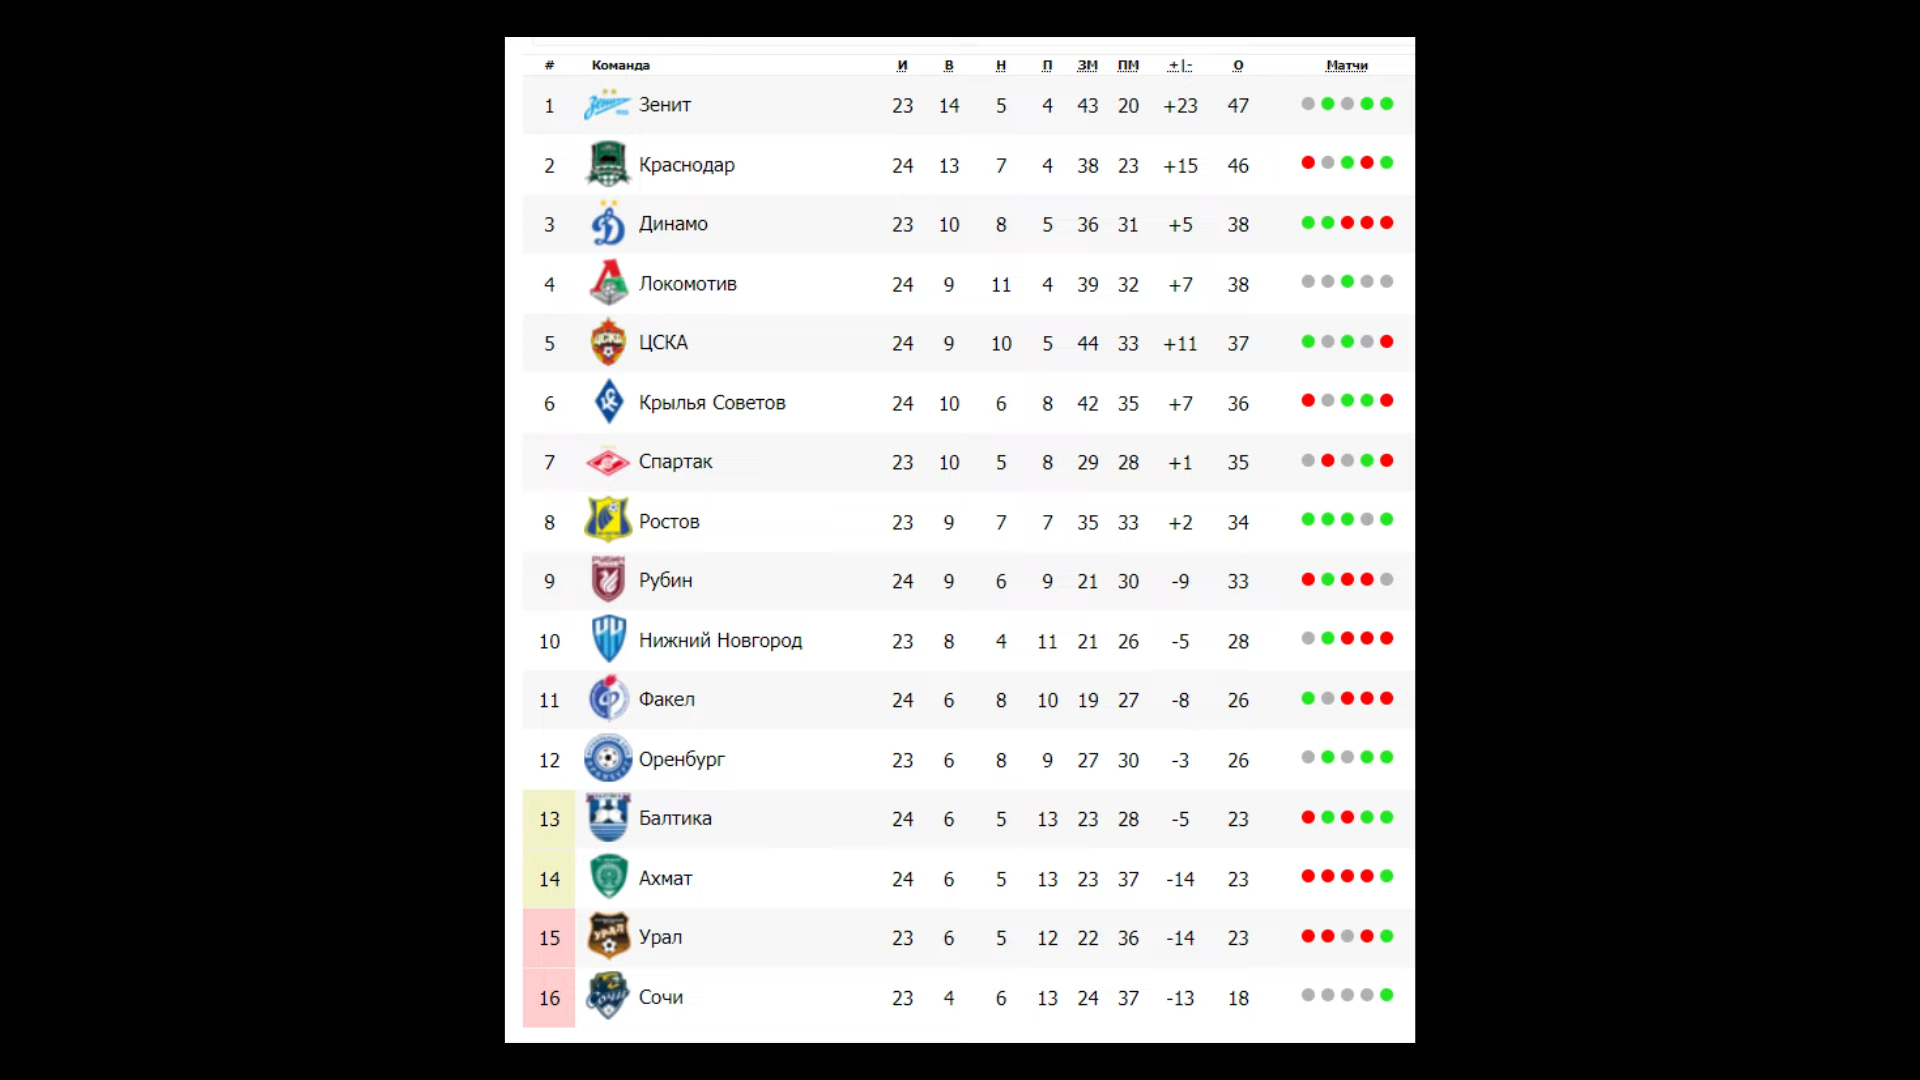 # Команда И В Н П ЗМ ПМ +|- О Матчи
1 Зенит 23 14 5 4 43 20 +23 47
2 Краснодар 24 13 7 4 38 23 +15 46
3 Динамо 23 10 8 5 36 31 +5 38
4 Локомотив 24 9 11 4 39 32 +7 38
5 ЦСКА 24 9 10 5 44 33 +11 37
6 Крылья Советов 24 10 6 8 42 35 +7 36
7 Спартак 23 10 5 8 29 28 +1 35
8 Ростов 23 9 7 7 35 33 +2 34
9 Рубин 24 9 6 9 21 30 -9 33
10 Нижний Новгород 23 8 4 11 21 26 -5 28
11 Факел 24 6 8 10 19 27 -8 26
12 Оренбург 23 6 8 9 27 30 -3 26
13 Балтика 24 6 5 13 23 28 -5 23
14 Ахмат 24 6 5 13 23 37 -14 23
15 Урал 23 6 5 12 22 36 -14 23
16 Сочи 23 4 6 13 24 37 -13 18